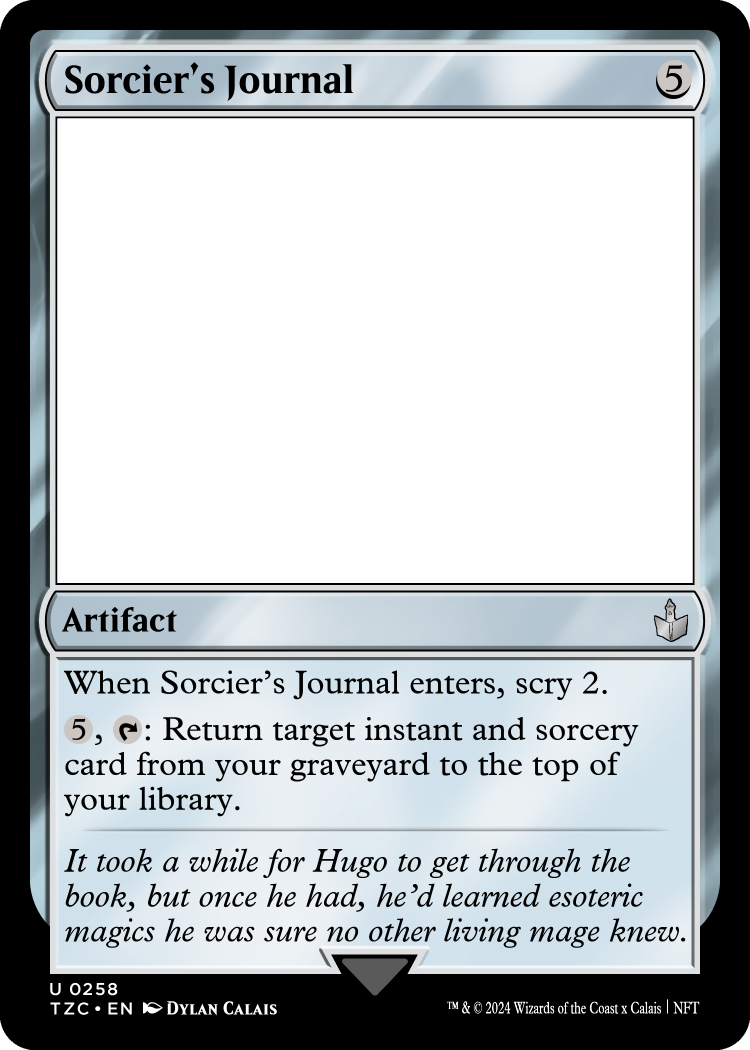 Sorcier's Journal 5
Artifact
When Sorcier's Journal enters, scry 2.
5, : Return target instant and sorcery
card from your graveyard to the top of
your library.
It took a while for Hugo to get through the
book, but once he had, he'd learned esoteric
magics he was sure no other living mage knew.
U 0258
TZC • EN Dylan Calais
™ & © 2024 Wizards of the Coast x Calais | NFT